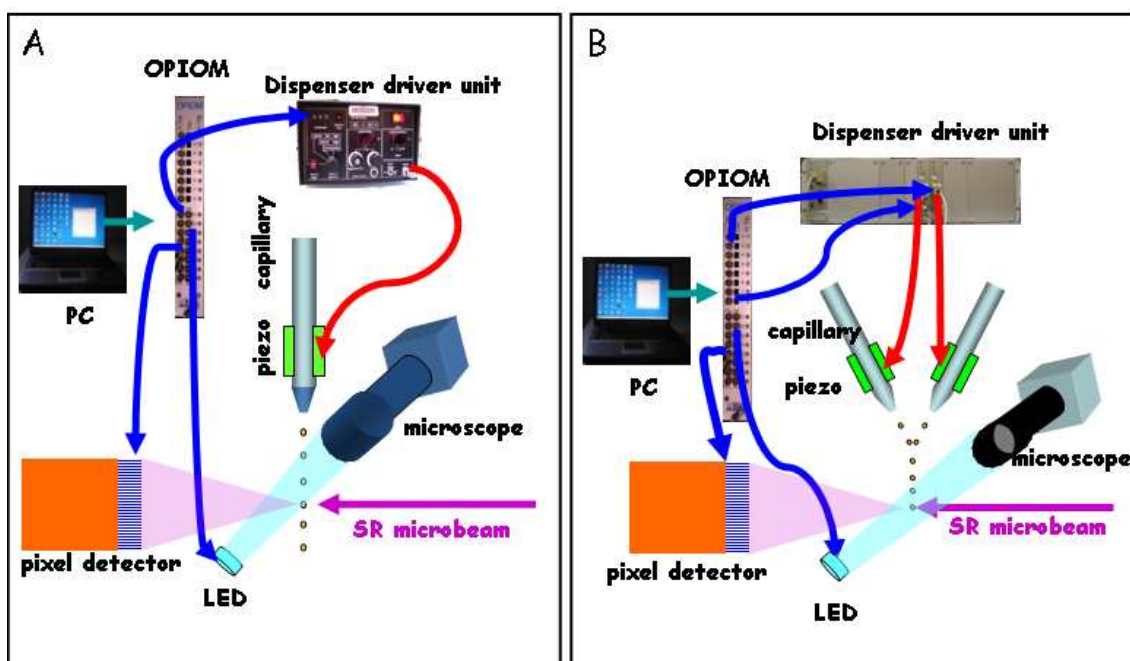 A
OPIOM
Dispenser driver unit
OPIOM
PC
capillary
piezo
microscope
SR microbeam
pixel detector
LED
B
Dispenser driver unit
OPIOM
capillary
PC
piezo
microscope
SR microbeam
pixel detector
LED